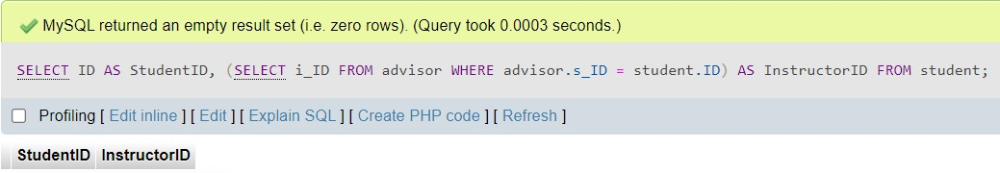 MySQL returned an empty result set (i.e. zero rows). (Query took 0.0003 seconds.)
SELECT ID AS StudentID, (SELECT i_ID FROM advisor WHERE advisor.s_ID = student.ID) AS InstructorID FROM student;
Profiling [ Edit inline ] [ Edit ] [ Explain SQL ] [ Create PHP code ] [ Refresh ]
StudentID InstructorID